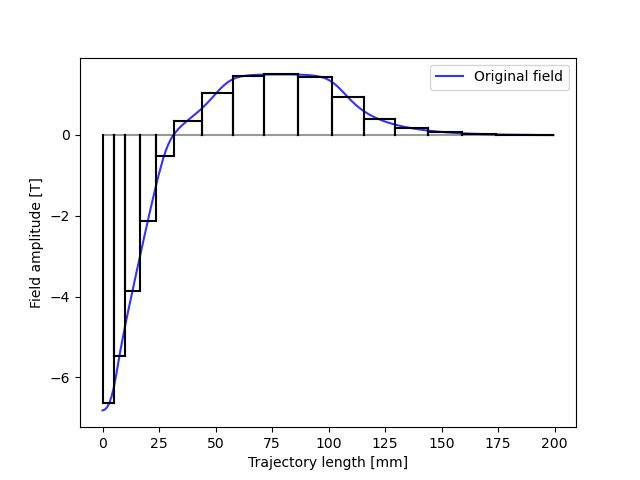 Original field
0
−2
−4
−6
Field amplitude [T]
0 25 50 75 100 125 150 175 200
Trajectory length [mm]